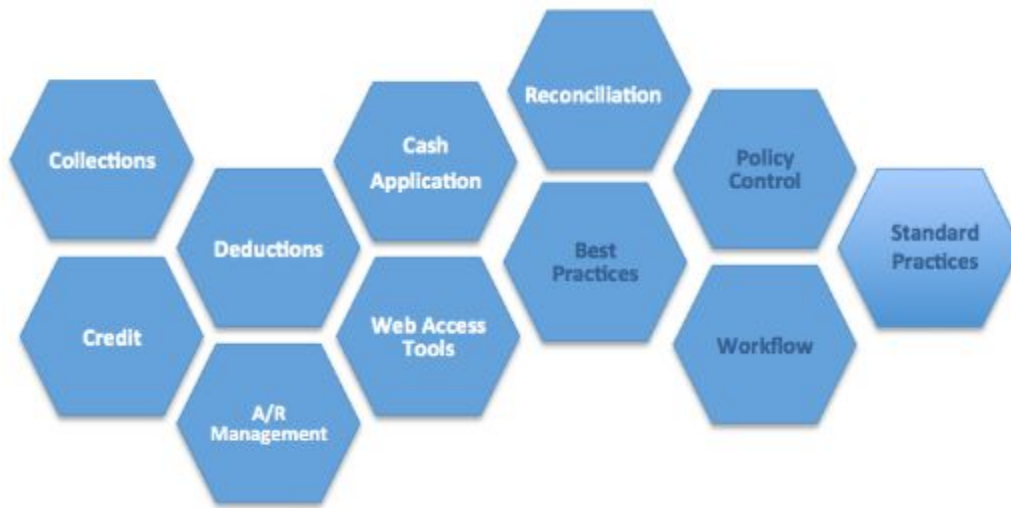 Collections
Credit
Deductions
A/R
Management
Cash
Application
Web Access
Tools
Reconciliation
Best
Practices
Policy
Control
Workflow
Standard
Practices